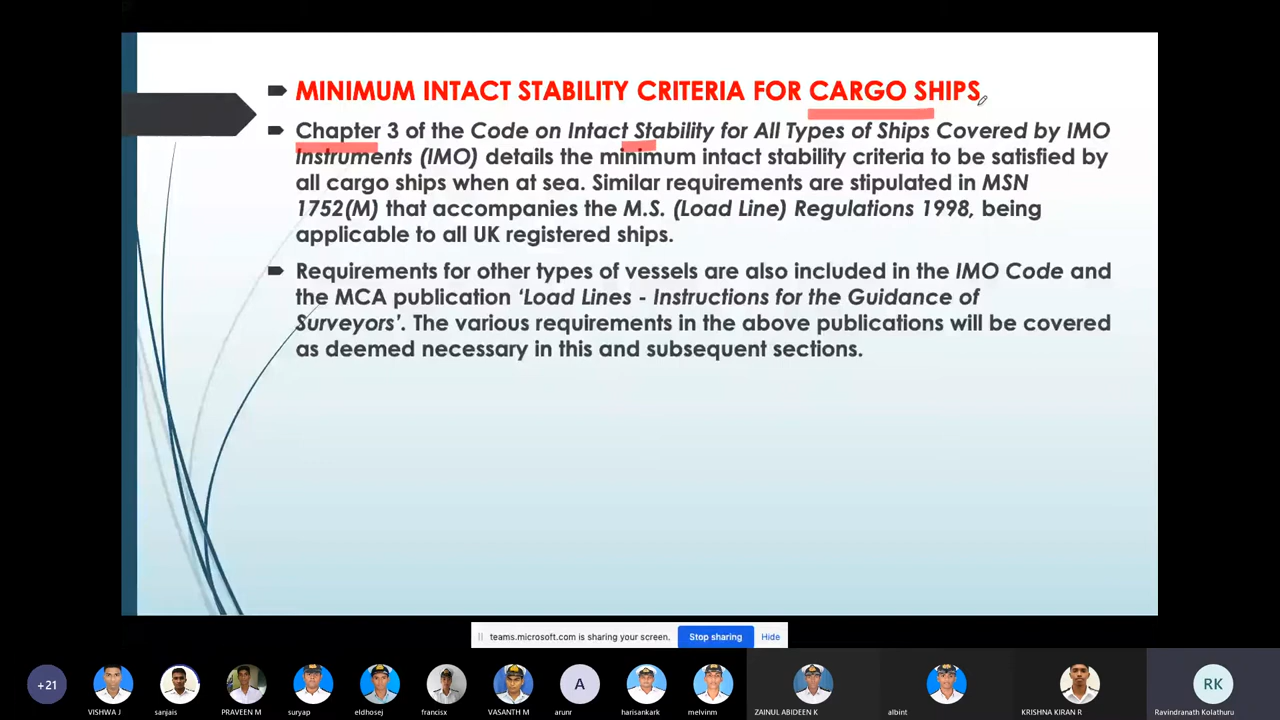 MINIMUM INTACT STABILITY CRITERIA FOR CARGO SHIPS
Chapter 3 of the Code on Intact Stability for All Types of Ships Covered by IMO
Instruments (IMO) details the minimum intact stability criteria to be satisfied by
all cargo ships when at sea. Similar requirements are stipulated in MSN
1752(M) that accompanies the M.S. (Load Line) Regulations 1998, being
applicable to all UK registered ships.
Requirements for other types of vessels are also included in the IMO Code and
the MCA publication ‘Load Lines - Instructions for the Guidance of
Surveyors’. The various requirements in the above publications will be covered
as deemed necessary in this and subsequent sections.
teams.microsoft.com is sharing your screen. Stop sharing Hide
+21 A RK
VISHWA J sanjais PRAVEEN M suryap eldhosej francisx VASANTH M arunr harisankark melvinm ZAINUL ABIDEEN K albint KRISHNA KIRAN R Ravindranath Kolathuru